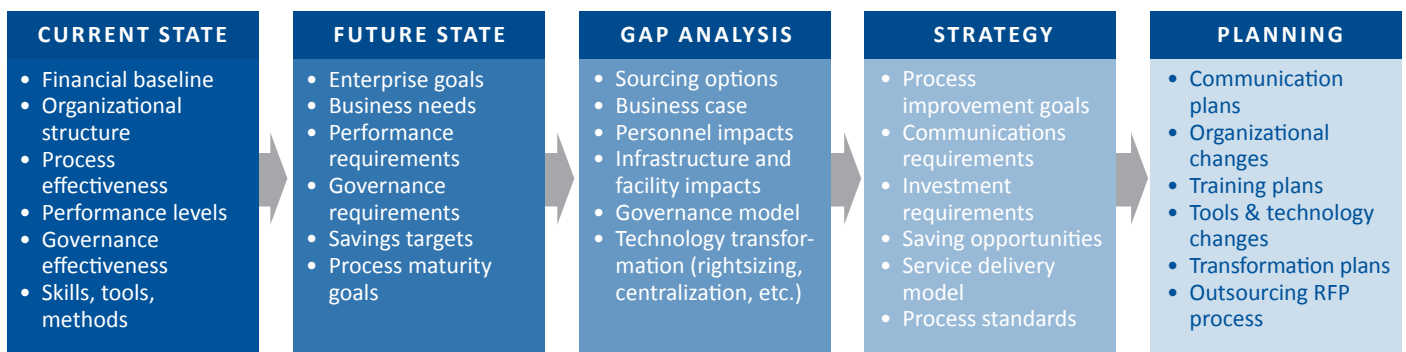 CURRENT STATE
• Financial baseline
• Organizational
structure
• Process
effectiveness
• Performance levels
• Governance
effectiveness
• Skills, tools,
methods
FUTURE STATE
• Enterprise goals
• Business needs
• Performance
requirements
• Governance
requirements
• Savings targets
• Process maturity
goals
GAP ANALYSIS
• Sourcing options
• Business case
• Personnel impacts
• Infrastructure and
facility impacts
• Governance model
• Technology transfor-
mation (rightsizing,
centralization, etc.)
STRATEGY
• Process
improvement goals
• Communications
requirements
• Investment
requirements
• Saving opportunities
• Service delivery
model
• Process standards
PLANNING
• Communication
plans
• Organizational
changes
• Training plans
• Tools & technology
changes
• Transformation plans
• Outsourcing RFP
process